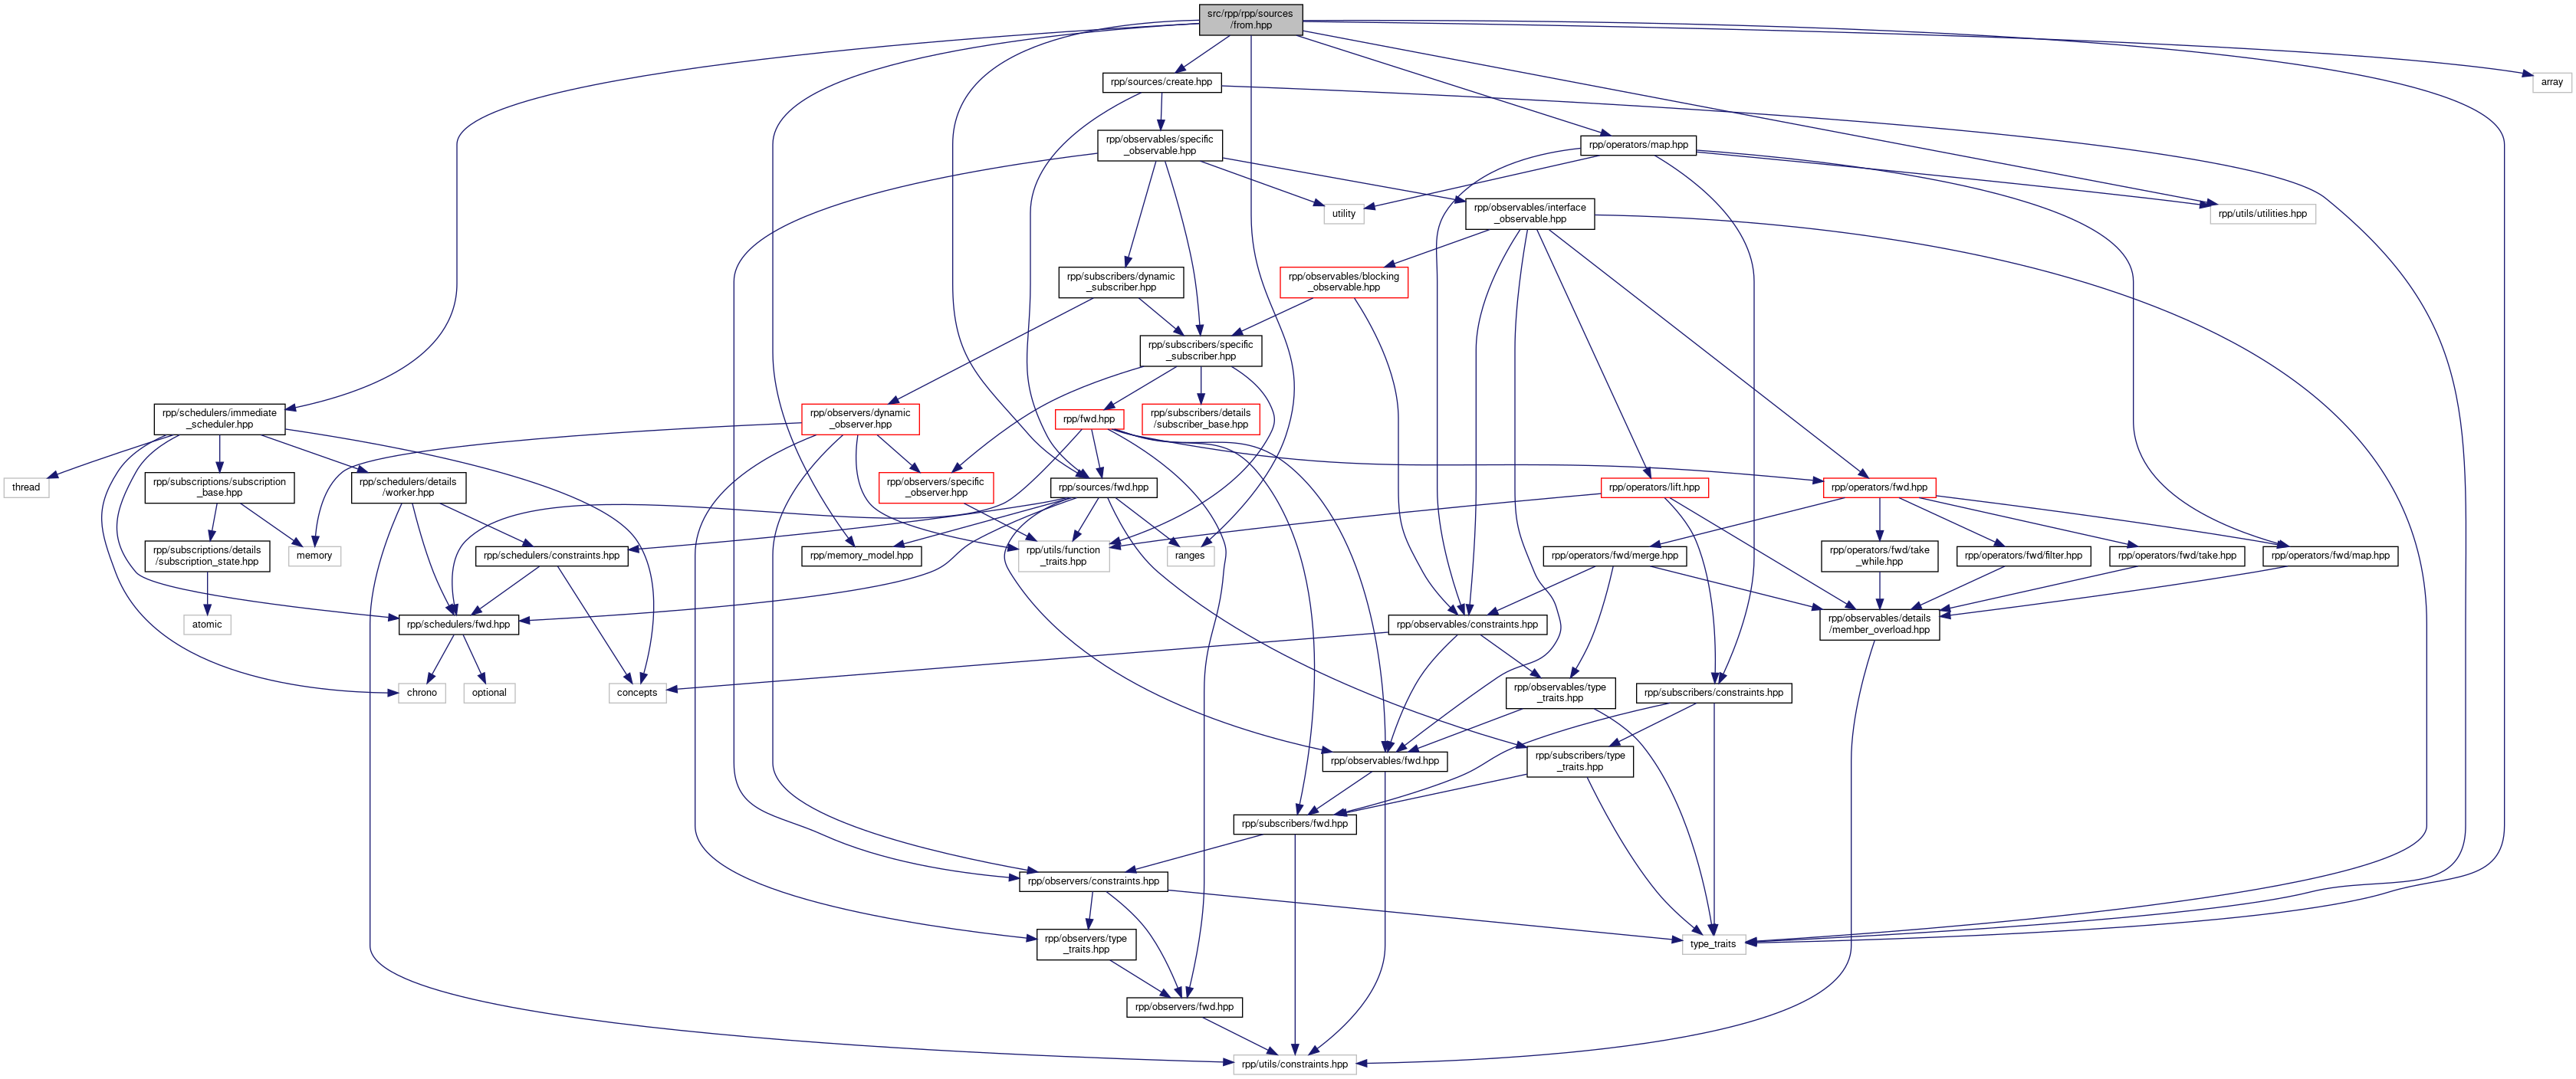 src/rpp/rpp/sources
/from.hpp
rpp/sources/create.hpp
array
rpp/observables/specific
_observable.hpp
rpp/operators/map.hpp
utility
rpp/observables/interface
_observable.hpp
rpp/utils/utilities.hpp
rpp/subscribers/dynamic
_subscriber.hpp
rpp/observables/blocking
_observable.hpp
rpp/subscribers/specific
_subscriber.hpp
rpp/schedulers/immediate
_scheduler.hpp
rpp/observers/dynamic
_observer.hpp
rpp/fwd.hpp
rpp/subscribers/details
/subscriber_base.hpp
thread
rpp/subscriptions/subscription
_base.hpp
rpp/schedulers/details
/worker.hpp
rpp/observers/specific
_observer.hpp
rpp/sources/fwd.hpp
rpp/operators/lift.hpp
rpp/operators/fwd.hpp
rpp/subscriptions/details
/subscription_state.hpp
memory
rpp/schedulers/constraints.hpp
rpp/memory_model.hpp
rpp/utils/function
_traits.hpp
ranges
rpp/operators/fwd/merge.hpp
rpp/operators/fwd/take
_while.hpp
rpp/operators/fwd/filter.hpp
rpp/operators/fwd/take.hpp
rpp/operators/fwd/map.hpp
atomic
rpp/schedulers/fwd.hpp
rpp/observables/constraints.hpp
rpp/observables/details
/member_overload.hpp
chrono
optional
concepts
rpp/observables/type
_traits.hpp
rpp/subscribers/constraints.hpp
rpp/observables/fwd.hpp
rpp/subscribers/type
_traits.hpp
rpp/subscribers/fwd.hpp
rpp/observers/constraints.hpp
rpp/observers/type
_traits.hpp
type_traits
rpp/observers/fwd.hpp
rpp/utils/constraints.hpp